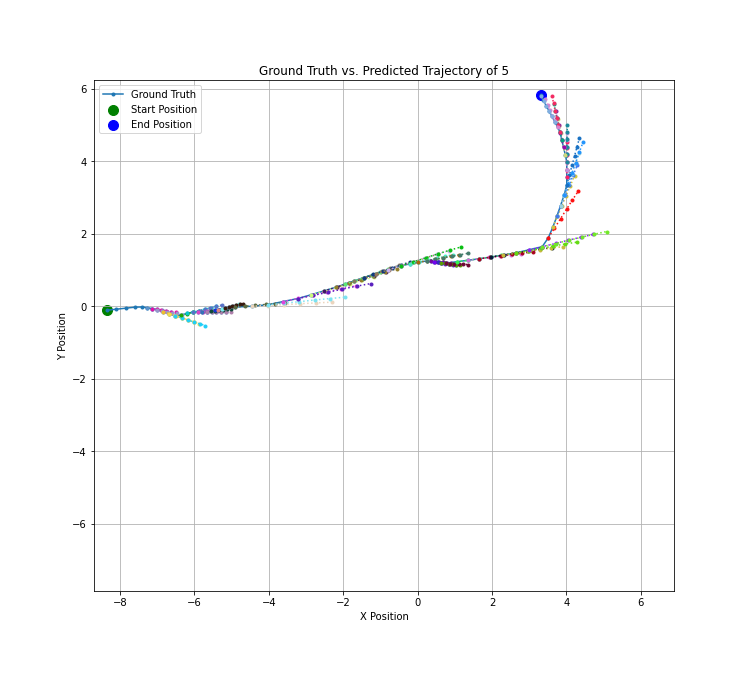 Ground Truth vs. Predicted Trajectory of 5
Ground Truth
Start Position
End Position
6
4
2
0
−2
−4
−6
Y Position
−8 −6 −4 −2 0 2 4 6
X Position